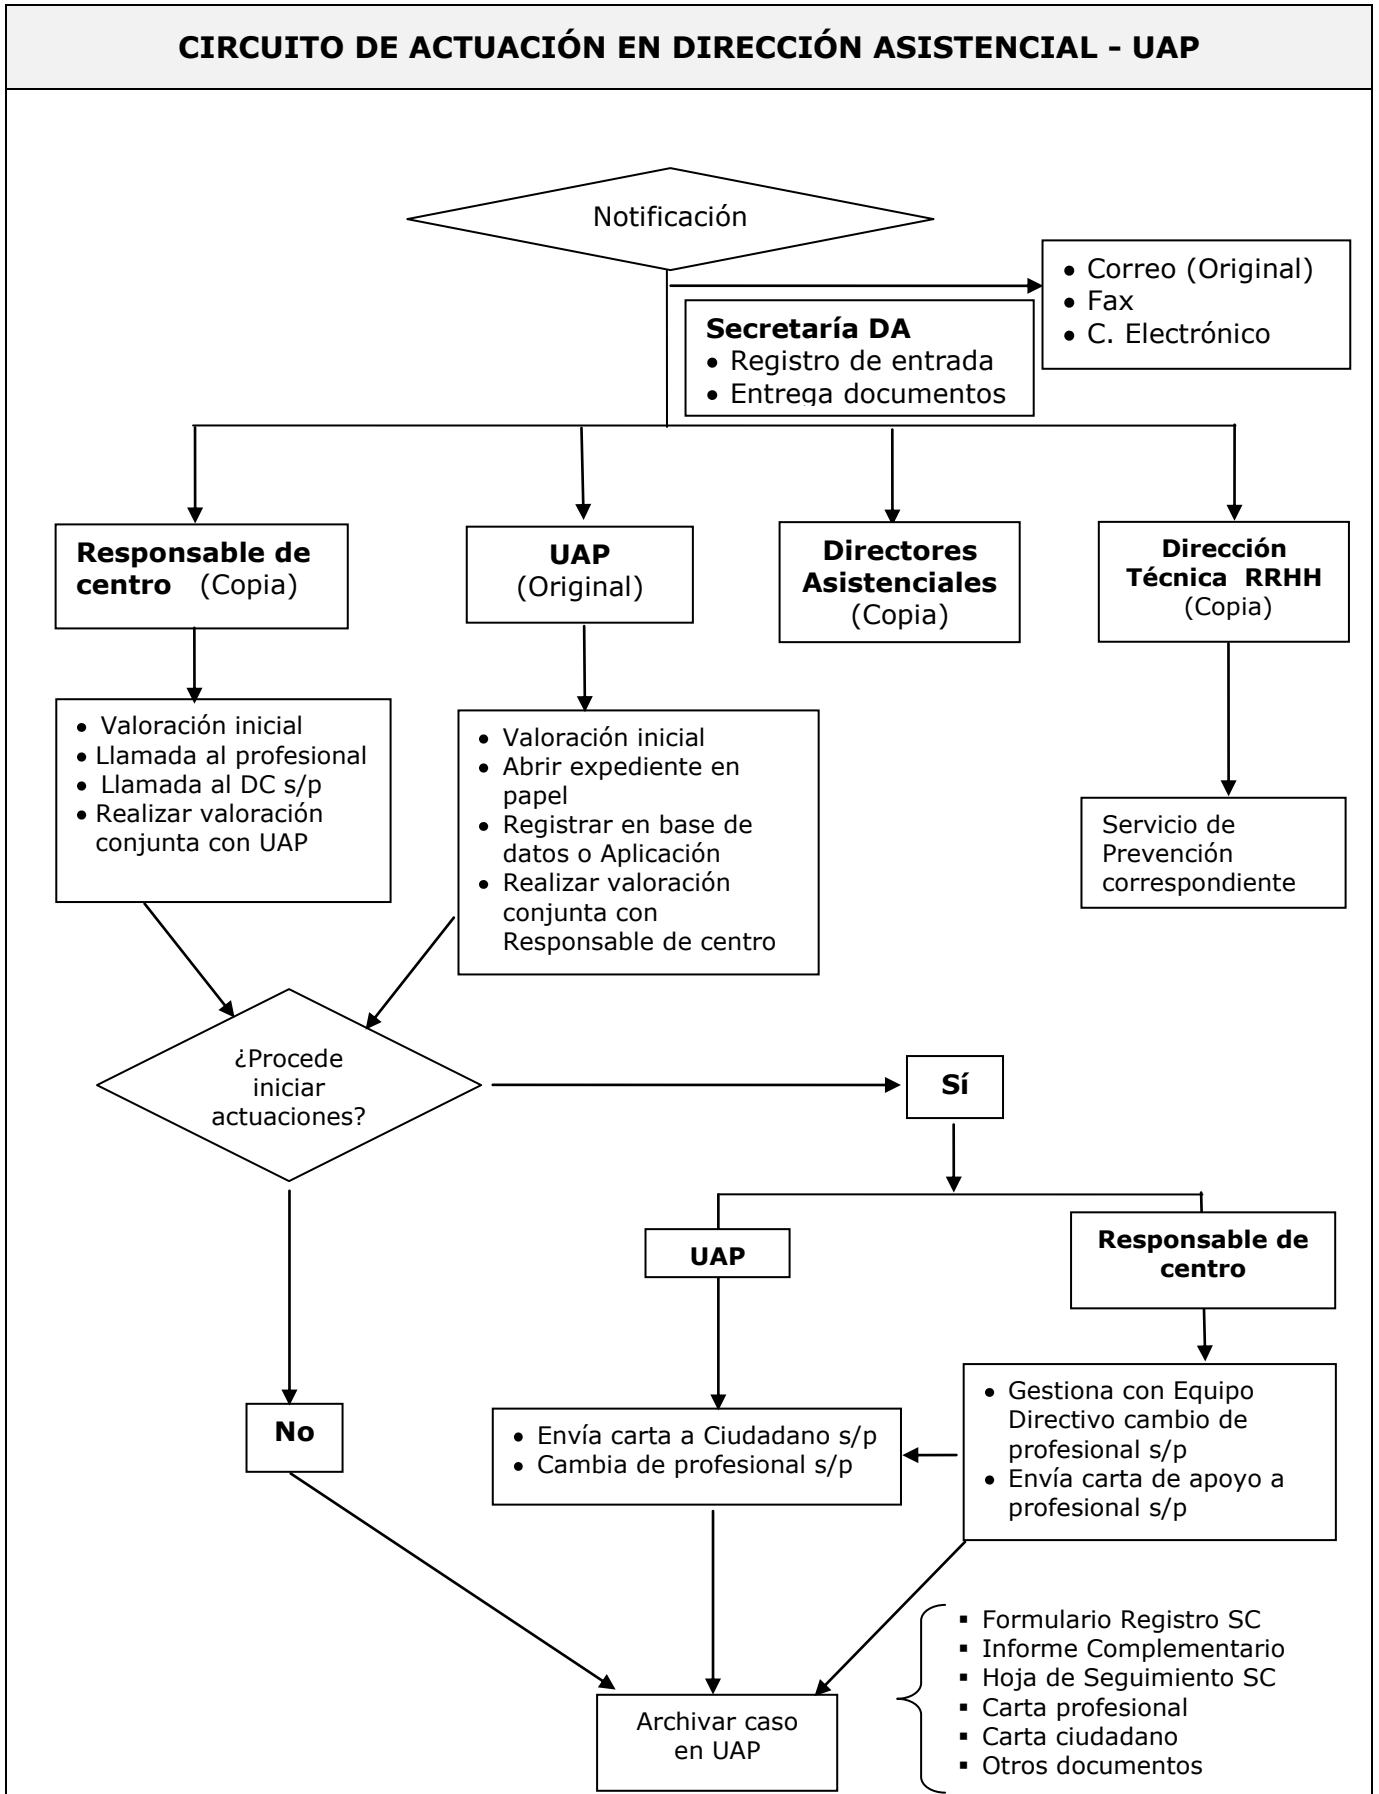 CIRCUITO DE ACTUACIÓN EN DIRECCIÓN ASISTENCIAL - UAP
Notificación
• Correo (Original)
• Fax
• C. Electrónico
Secretaría DA
• Registro de entrada
• Entrega documentos
Responsable de
centro (Copia)
UAP
(Original)
Directores
Asistenciales
(Copia)
Dirección
Técnica RRHH
(Copia)
• Valoración inicial
• Llamada al profesional
• Llamada al DC s/p
• Realizar valoración
conjunta con UAP
• Valoración inicial
• Abrir expediente en
papel
• Registrar en base de
datos o Aplicación
• Realizar valoración
conjunta con
Responsable de centro
Servicio de
Prevención
correspondiente
¿Procede
iniciar
actuaciones?
Sí
UAP
Responsable de
centro
No
• Envía carta a Ciudadano s/p
• Cambia de profesional s/p
• Gestiona con Equipo
Directivo cambio de
profesional s/p
• Envía carta de apoyo a
profesional s/p
Archivar caso
en UAP
▪ Formulario Registro SC
▪ Informe Complementario
▪ Hoja de Seguimiento SC
▪ Carta profesional
▪ Carta ciudadano
▪ Otros documentos